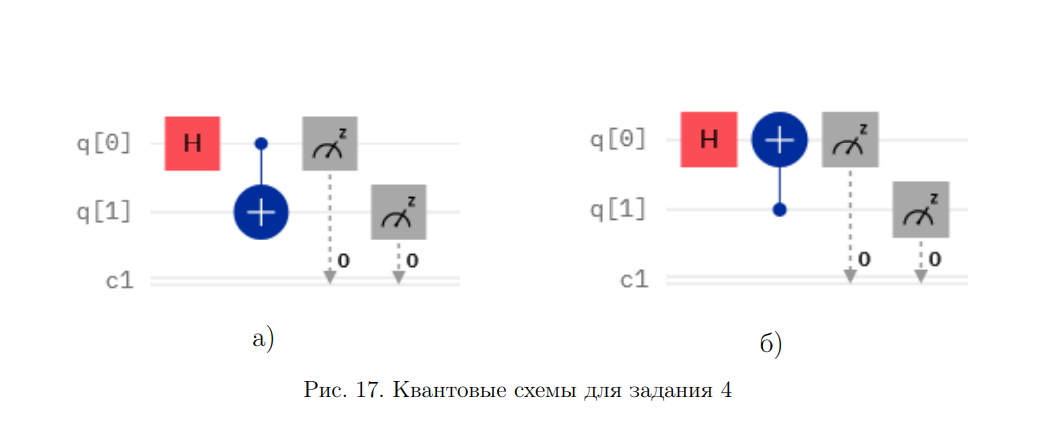 q[0] H z
q[1] z
c1 0 0
а)
q[0] H z
q[1] z
c1 0 0
б)
Рис. 17. Квантовые схемы для задания 4